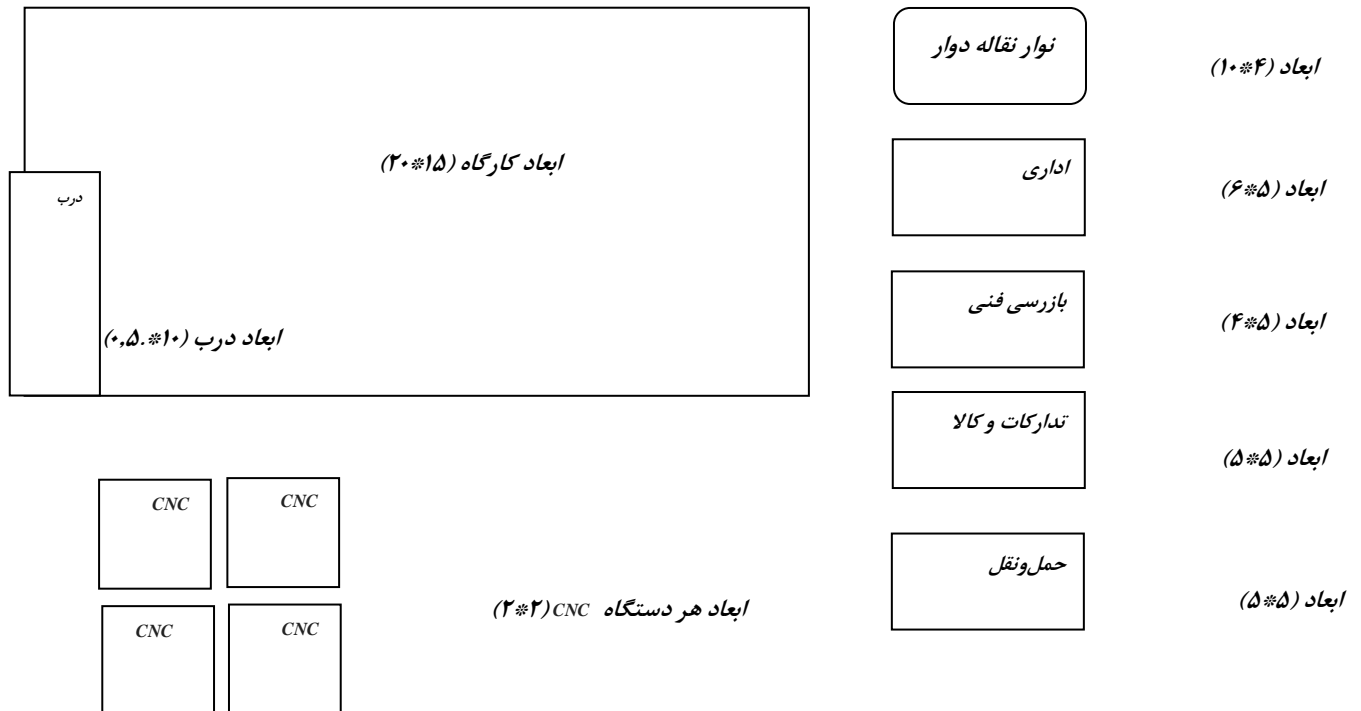 نوار نقاله دوار
ابعاد (۴*۱۰)
ابعاد کارگاه (۱۵*۲۰)
اداری
ابعاد (۵*۶)
درب
بازرسی فنی
ابعاد (۵*۴)
ابعاد درب (۱۰*.۰,۵)
تدارکات و کالا
ابعاد (۵*۵)
CNC
CNC
حمل‌ونقل
ابعاد (۵*۵)
ابعاد هر دستگاه CNC (۲*۲)
CNC
CNC